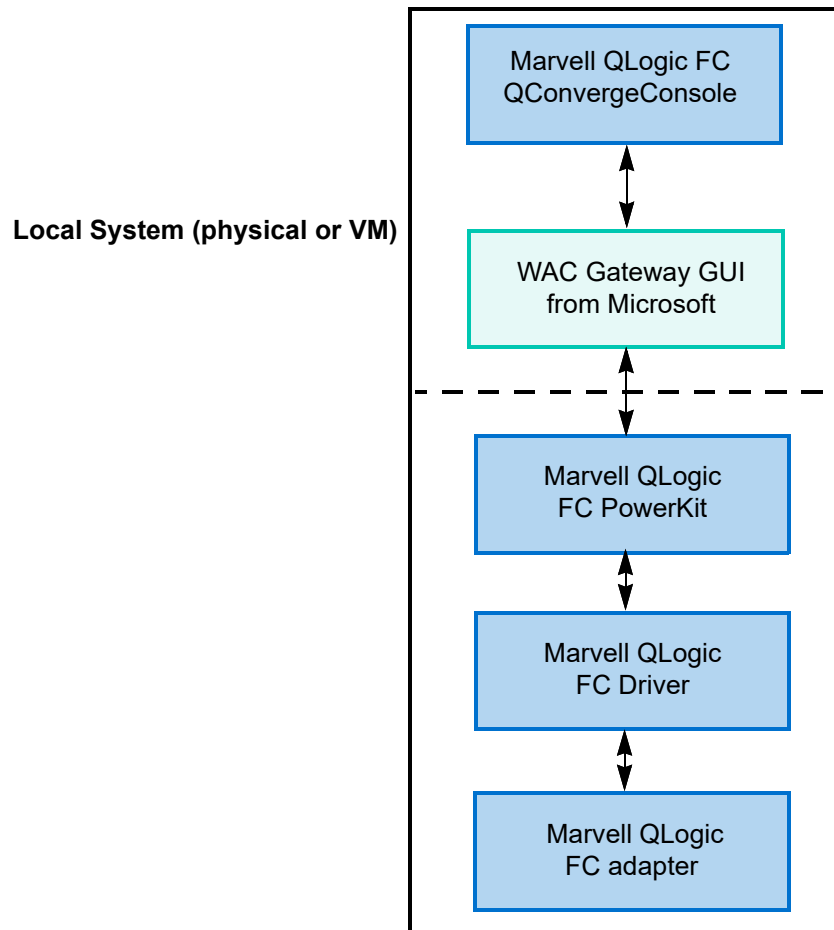 Marvell QLogic FC
QConvergeConsole
Local System (physical or VM)
WAC Gateway GUI
from Microsoft
Marvell QLogic
FC PowerKit
Marvell QLogic
FC Driver
Marvell QLogic
FC adapter